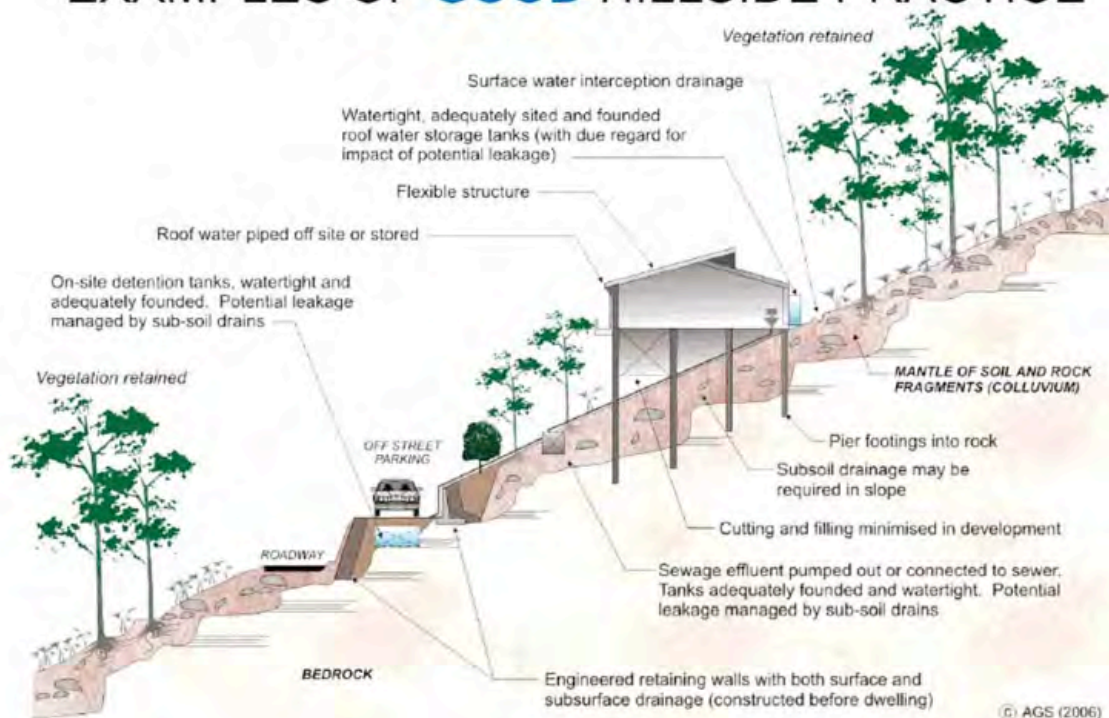 EXAMPLES OF GOOD HILLSIDE PRACTICE
Vegetation retained
Surface water interception drainage
Watertight, adequately sited and founded
roof water storage tanks (with due regard for
impact of potential leakage)
Flexible structure
Roof water piped off site or stored
On-site detention tanks, watertight and
adequately founded. Potential leakage
managed by sub-soil drains
Vegetation retained
MANTLE OF SOIL AND ROCK
FRAGMENTS (COLLUVIUM)
Pier footings into rock
OFF STREET
PARKING
Subsoil drainage may be
required in slope
Cutting and filling minimised in development
ROADWAY
Sewage effluent pumped out or connected to sewer.
Tanks adequately founded and watertight. Potential
leakage managed by sub-soil drains
BEDROCK
Engineered retaining walls with both surface and
subsurface drainage (constructed before dwelling)
© AGS (2006)